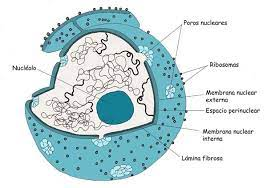 Poros nucleares
Ribosomas
Nucléolo
Membrana nuclear
externa
Espacio perinuclear
Membrana nuclear
interna
Lámina fibrosa